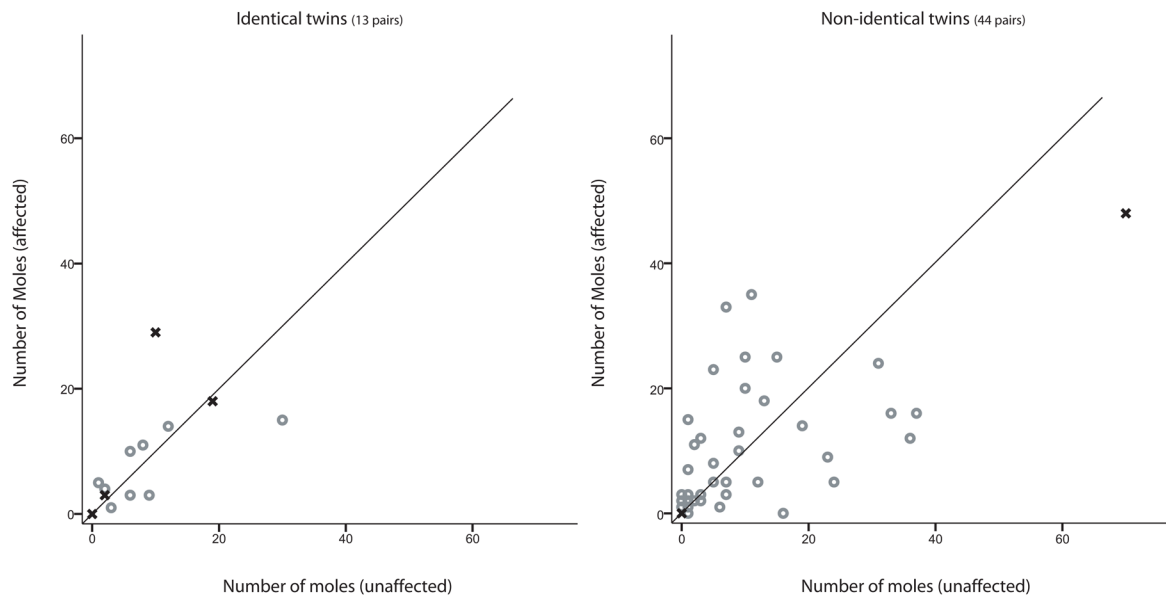 Identical twins (13 pairs)
Number of Moles (affected)
60
40
20
0
0 20 40 60
Number of moles (unaffected)
Non-identical twins (44 pairs)
Number of Moles (affected)
60
40
20
0
0 20 40 60
Number of moles (unaffected)